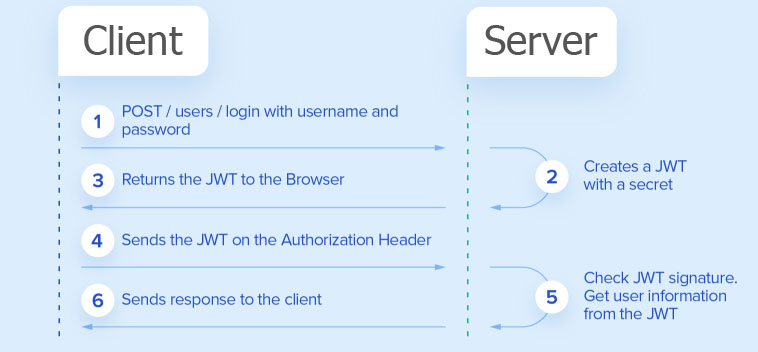 Client
Server
1
POST / users / login with username and
password
2
Creates a JWT
with a secret
3
Returns the JWT to the Browser
4
Sends the JWT on the Authorization Header
5
Check JWT signature.
Get user information
from the JWT
6
Sends response to the client